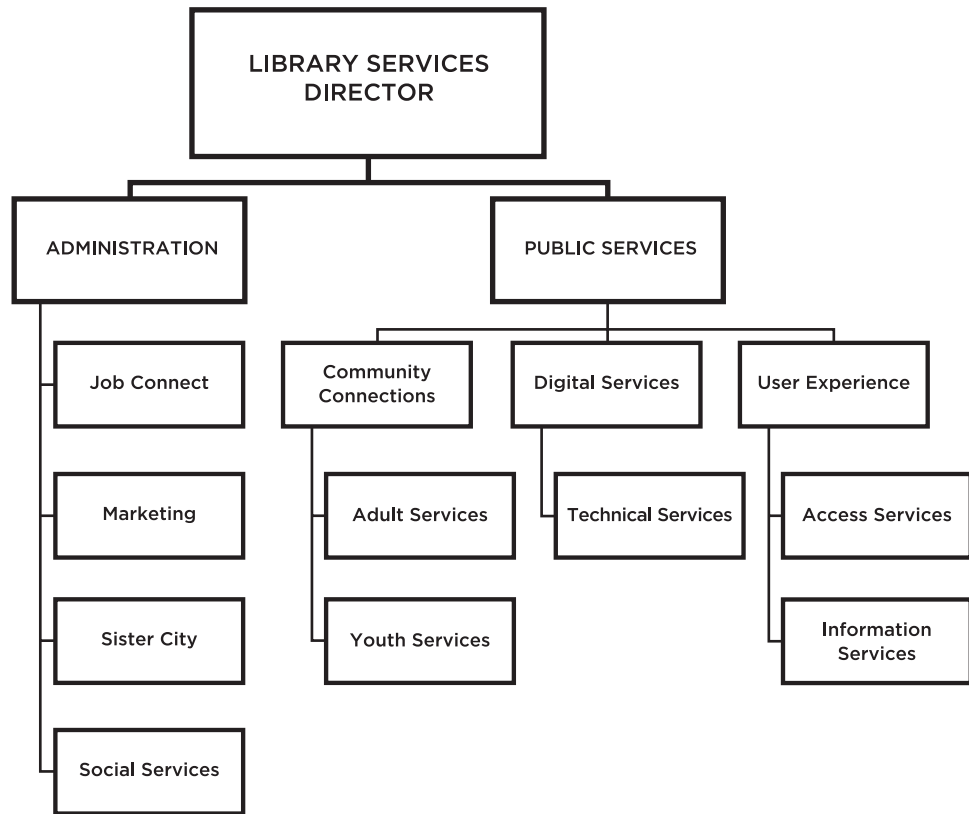 LIBRARY SERVICES
DIRECTOR
ADMINISTRATION
PUBLIC SERVICES
Job Connect
Marketing
Sister City
Social Services
Community
Connections
Adult Services
Youth Services
Digital Services
Technical Services
User Experience
Access Services
Information
Services